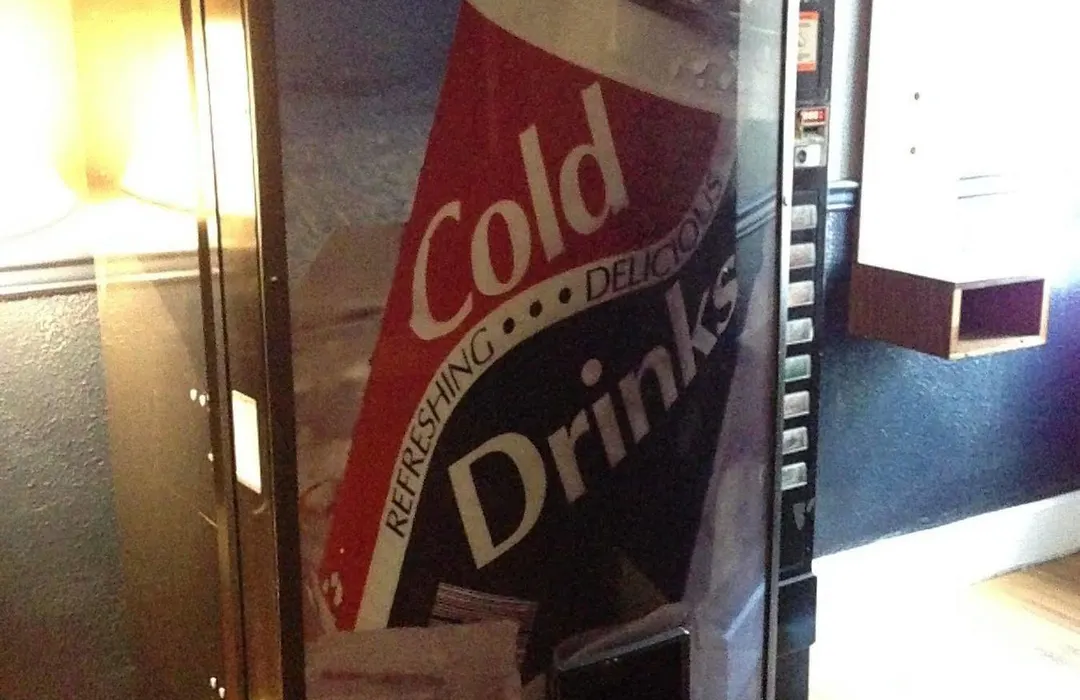 Cold
REFRESHING • • • DELICIOUS
Drinks